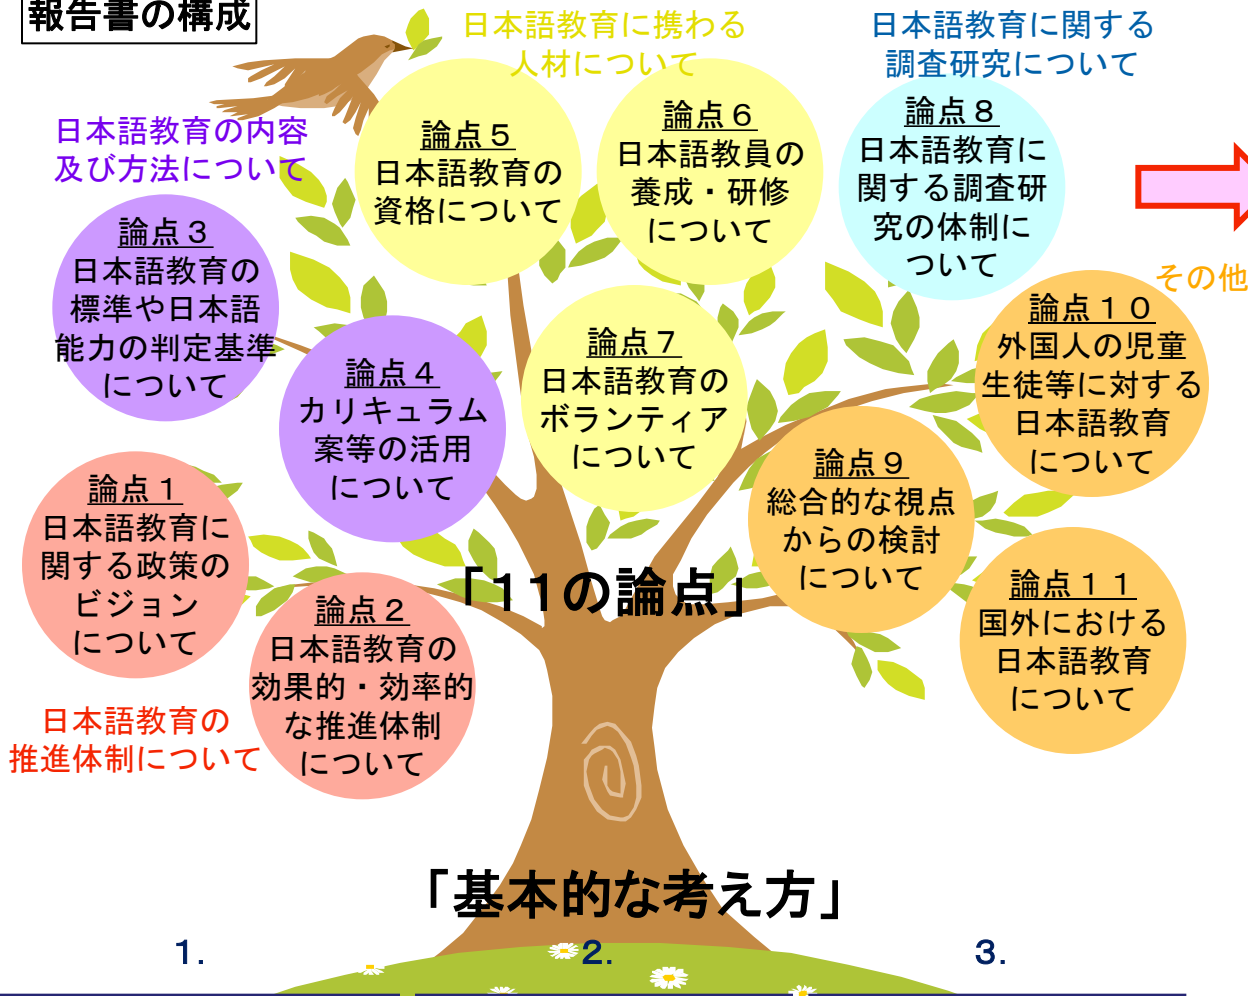 報告書の構成
日本語教育に携わる
人材について
日本語教育に関する
調査研究について
日本語教育の内容
及び方法について
論点５
日本語教育の
資格について
論点６
日本語教員の
養成・研修
について
論点８
日本語教育に
関する調査研
究の体制に
ついて
論点３
日本語教育の
標準や日本語
能力の判定基準
について
論点４
カリキュラム
案等の活用
について
論点７
日本語教育の
ボランティア
について
その他
論点１０
外国人の児童
生徒等に対する
日本語教育
について
論点９
総合的な視点
からの検討
について
論点１
日本語教育に
関する政策の
ビジョン
について
論点２
日本語教育の
効果的・効率的
な推進体制
について
論点１１
国外における
日本語教育
について
「11の論点」
日本語教育の
推進体制について
「基本的な考え方」
1.
2.
3.